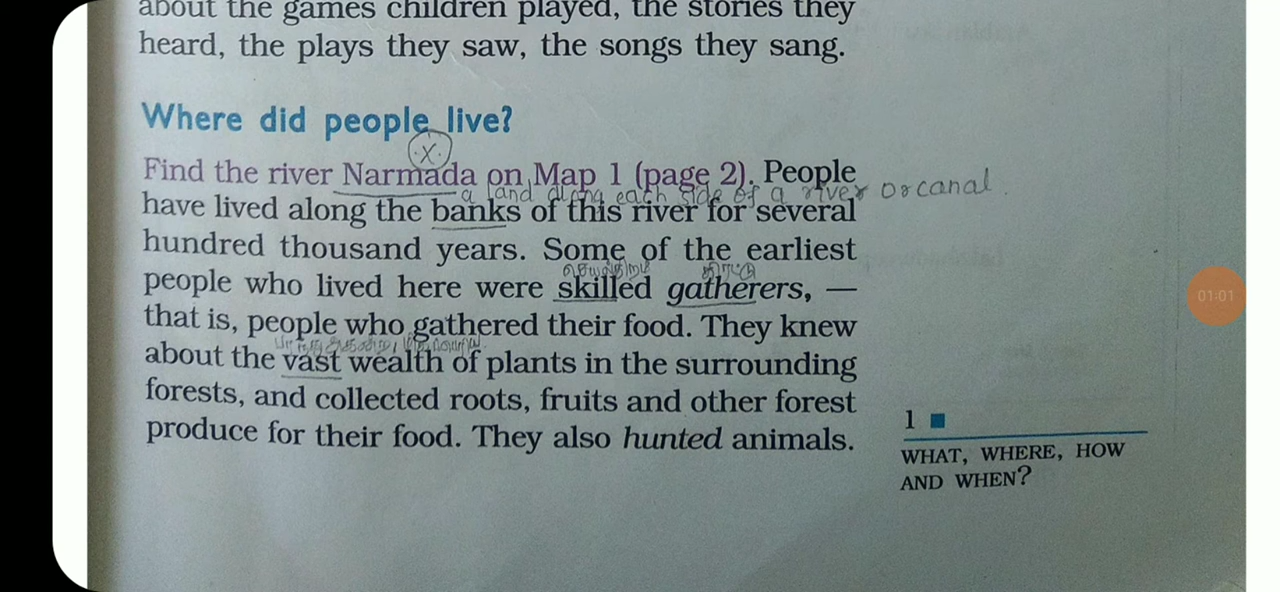 about the games children played, the stories they
heard, the plays they saw, the songs they sang.
Where did people live?
X
Find the river Narmada on Map 1 (page 2). People
a land along each side of a river or canal.
have lived along the banks of this river for several
hundred thousand years. Some of the earliest
people who lived here were skilled gatherers, —
that is, people who gathered their food. They knew
about the vast wealth of plants in the surrounding
forests, and collected roots, fruits and other forest
produce for their food. They also hunted animals.
01:01
1
WHAT, WHERE, HOW
AND WHEN?